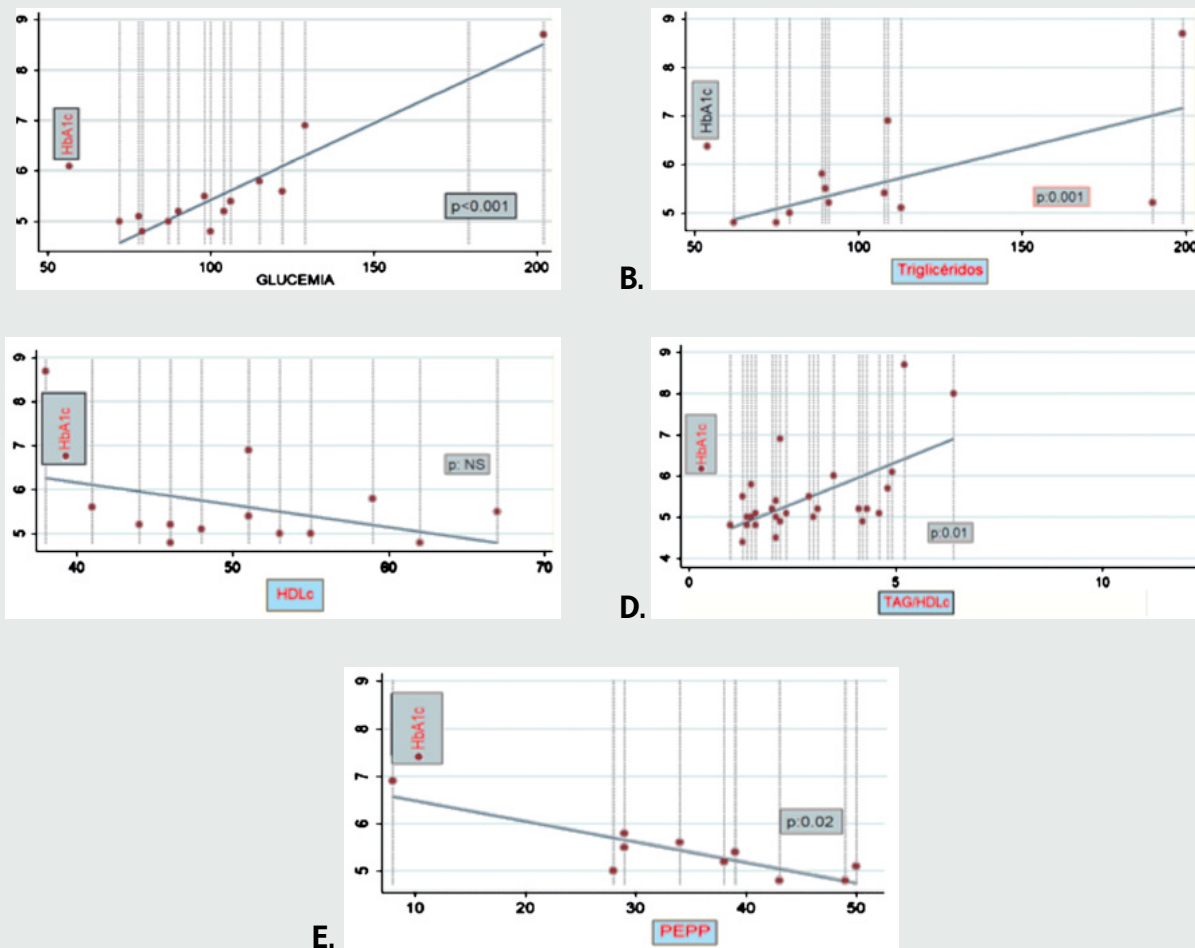 9
8
7
6
5
HbA1c
p<0.001
50
100
150
200
GLUCEMIA
9
8
7
6
5
HbA1c
p:0.001
50
100
150
200
Triglicéridos
B.
9
8
7
6
5
HbA1c
p: NS
40
50
60
70
HDLc
9
8
7
6
5
4
HbA1c
p:0.01
0
5
10
TAG/HDLc
D.
9
8
7
6
5
HbA1c
p:0.02
10
20
30
40
50
PEPP
E.